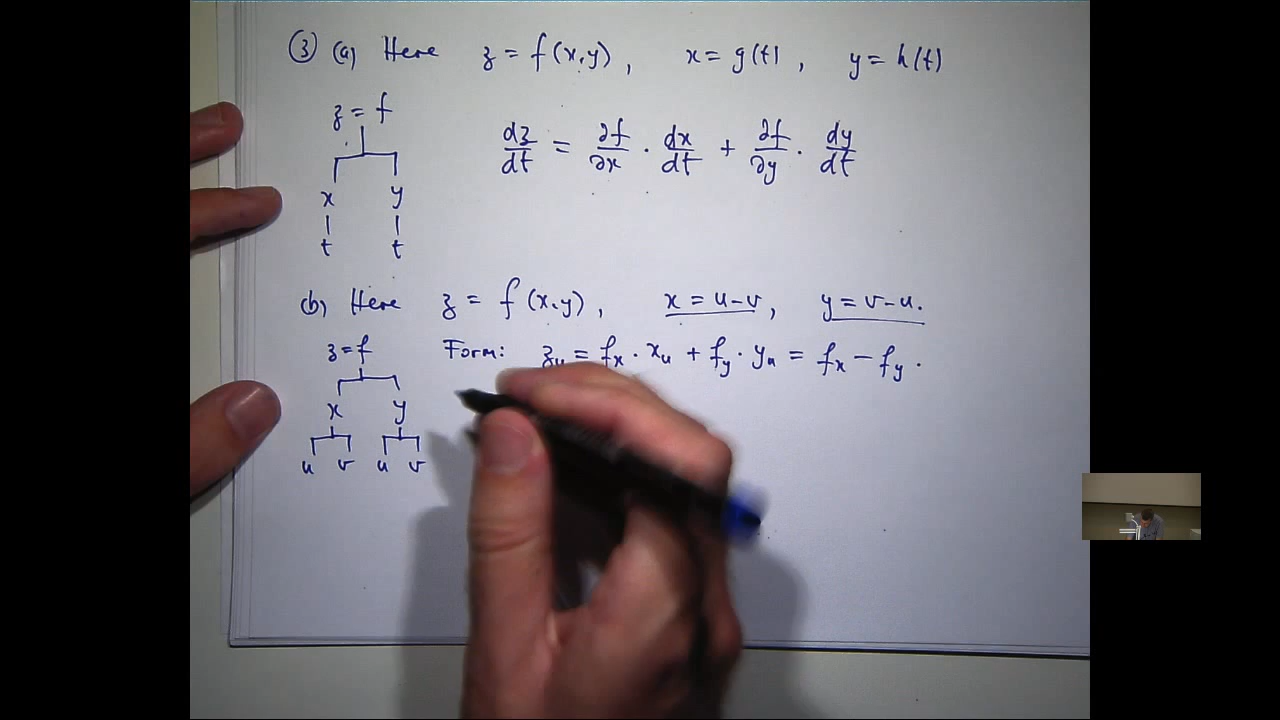 ③ (a) Here z = f(x,y), x = g(t), y = h(t)
z = f
dz/dt = ∂f/∂x · dx/dt + ∂f/∂y · dy/dt
x y
t t
(b) Here z = f(x,y), x = u-v, y = v-u.
z=f Form: z_u = f_x · x_u + f_y · y_u = f_x - f_y .
x y
u v u v